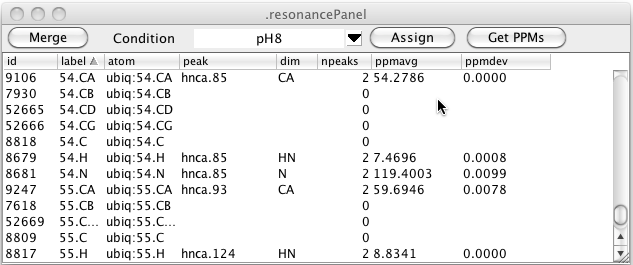 .resonancePanel
Merge Condition pH8 Assign Get PPMs
id label atom peak dim npeaks ppmavg ppmdev
9106 54.CA ubiq:54.CA hnca.85 CA 2 54.2786 0.0000
7930 54.CB ubiq:54.CB 0
52665 54.CD ubiq:54.CD 0
52666 54.CG ubiq:54.CG 0
8818 54.C ubiq:54.C 0
8679 54.H ubiq:54.H hnca.85 HN 2 7.4696 0.0008
8681 54.N ubiq:54.N hnca.85 N 2 119.4003 0.0099
9247 55.CA ubiq:55.CA hnca.93 CA 2 59.6946 0.0078
7618 55.CB ubiq:55.CB 0
52669 55.C... ubiq:55.C... 0
8809 55.C ubiq:55.C 0
8817 55.H ubiq:55.H hnca.124 HN 2 8.8341 0.0000